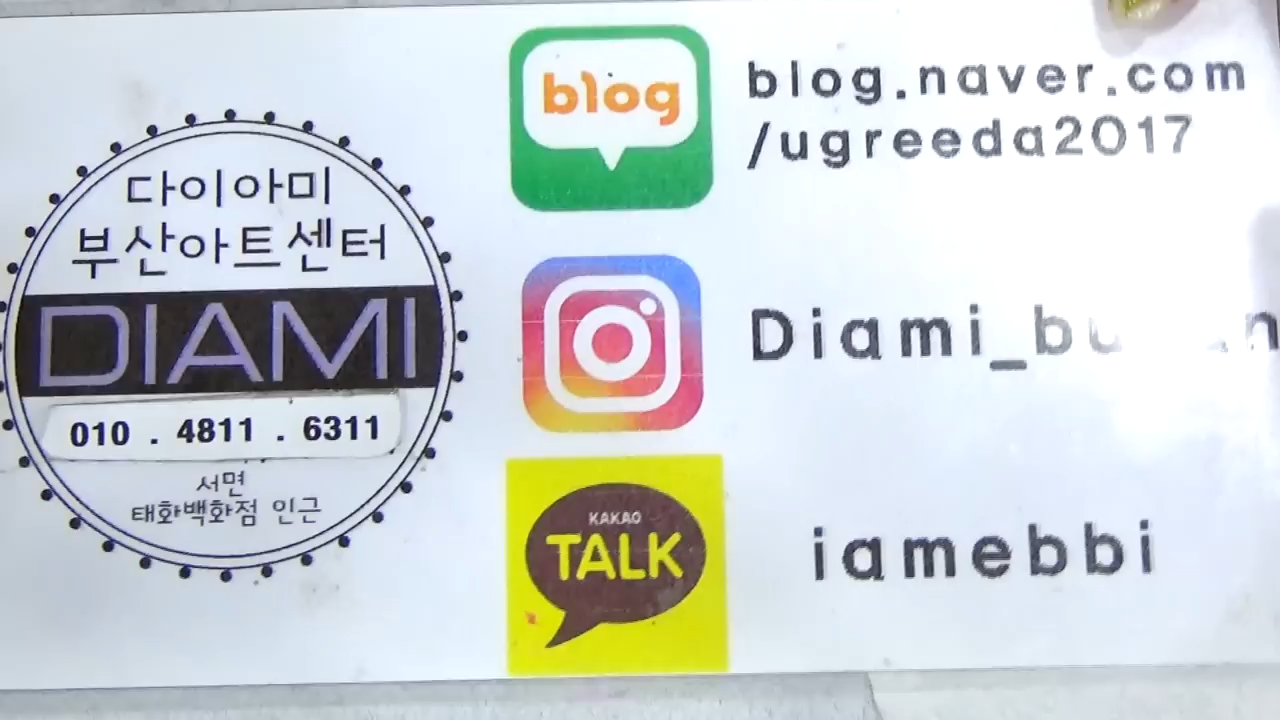 다이아미
부산아트센터
DIAMI
010 . 4811 . 6311
서면
태화백화점 인근
blog
blog.naver.com
/ugreeda2017
KAKAO
TALK
iamebbi